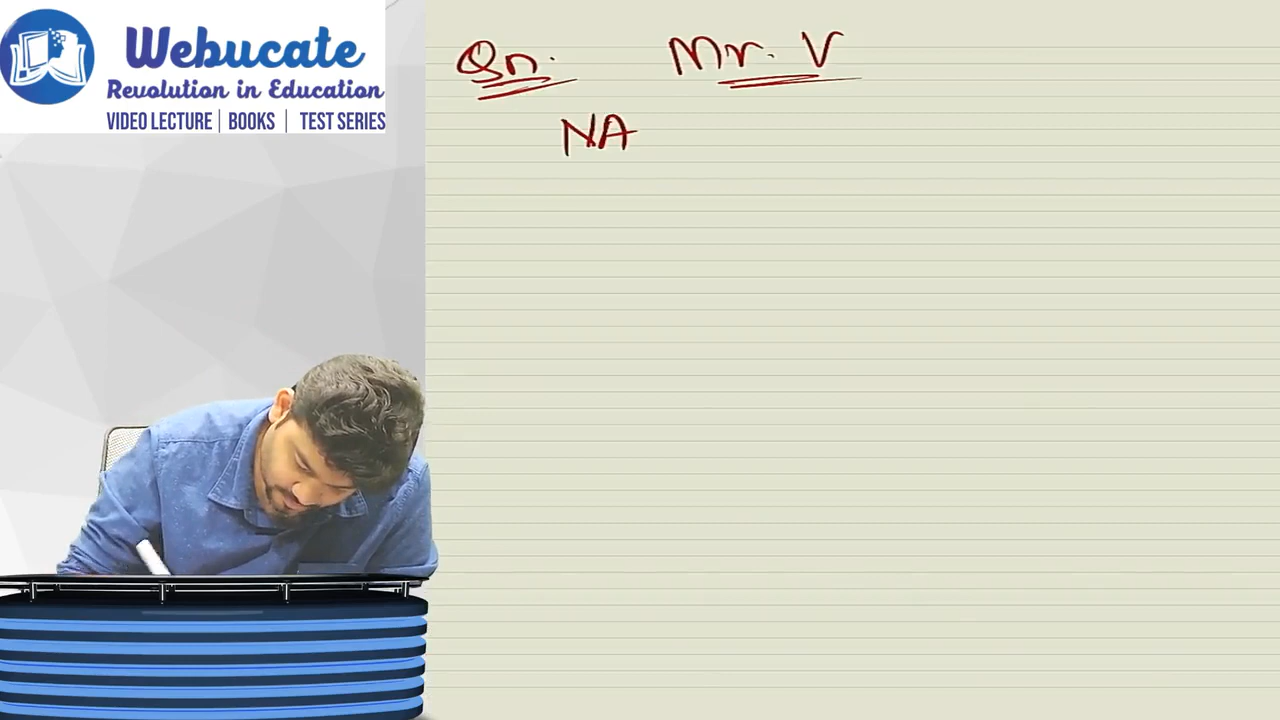 Webucate
Revolution in Education
VIDEO LECTURE | BOOKS | TEST SERIES
Qn. Mr. V
NA